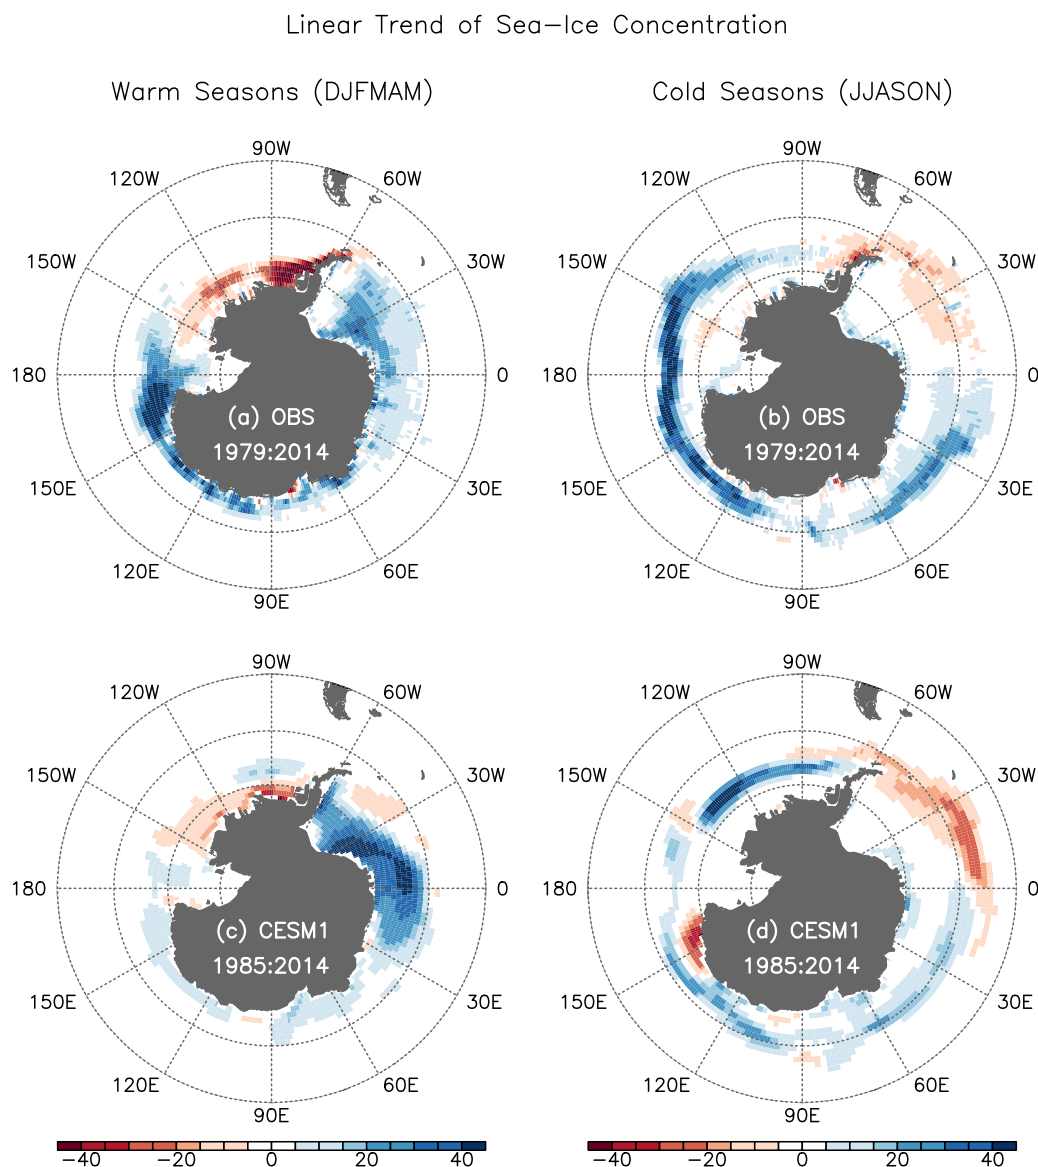 Linear Trend of Sea-Ice Concentration
Warm Seasons (DJFMAM)
Cold Seasons (JJASON)
90W
120W
60W
150W
30W
180
0
(a) OBS
1979:2014
150E
30E
120E
60E
90E
90W
120W
60W
150W
30W
180
0
(b) OBS
1979:2014
150E
30E
120E
60E
90E
90W
120W
60W
150W
30W
180
0
(c) CESM1
1985:2014
150E
30E
120E
60E
90E
90W
120W
60W
150W
30W
180
0
(d) CESM1
1985:2014
150E
30E
120E
60E
90E
-40 -20 0 20 40
-40 -20 0 20 40